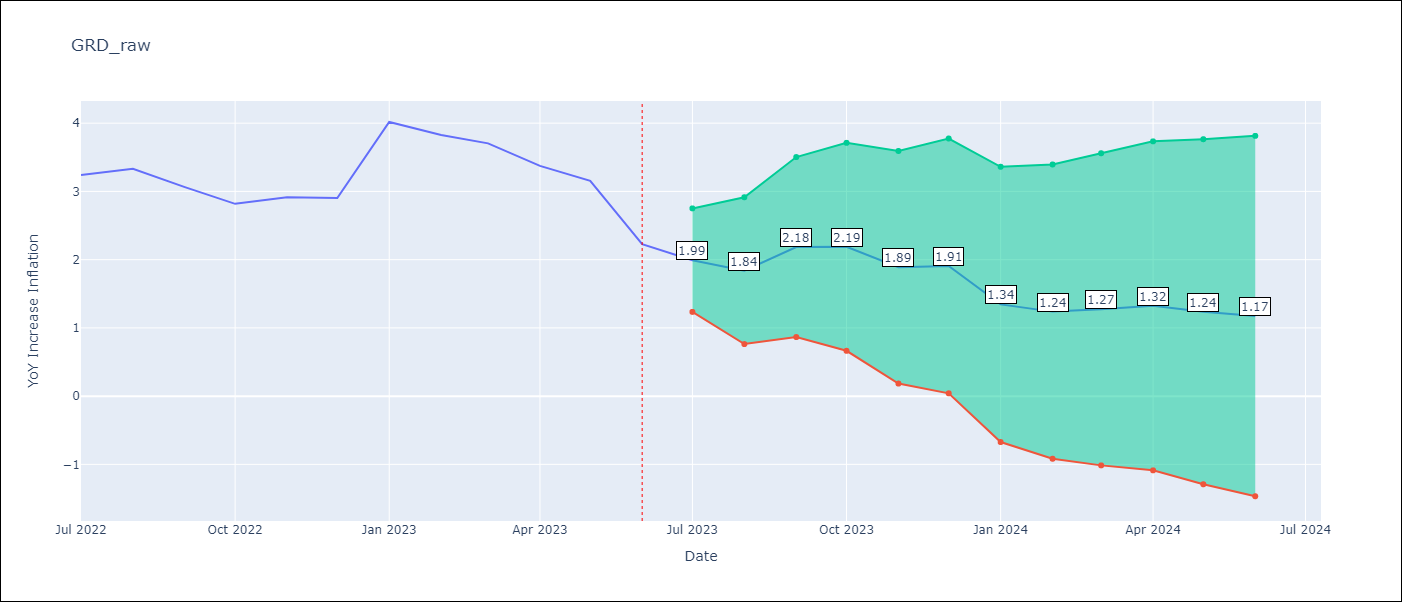 GRD_raw
YoY Increase Inflation
4
3
2
1
0
−1
1.99
1.84
2.18
2.19
1.89
1.91
1.34
1.24
1.27
1.32
1.24
1.17
Jul 2022
Oct 2022
Jan 2023
Apr 2023
Jul 2023
Oct 2023
Jan 2024
Apr 2024
Jul 2024
Date